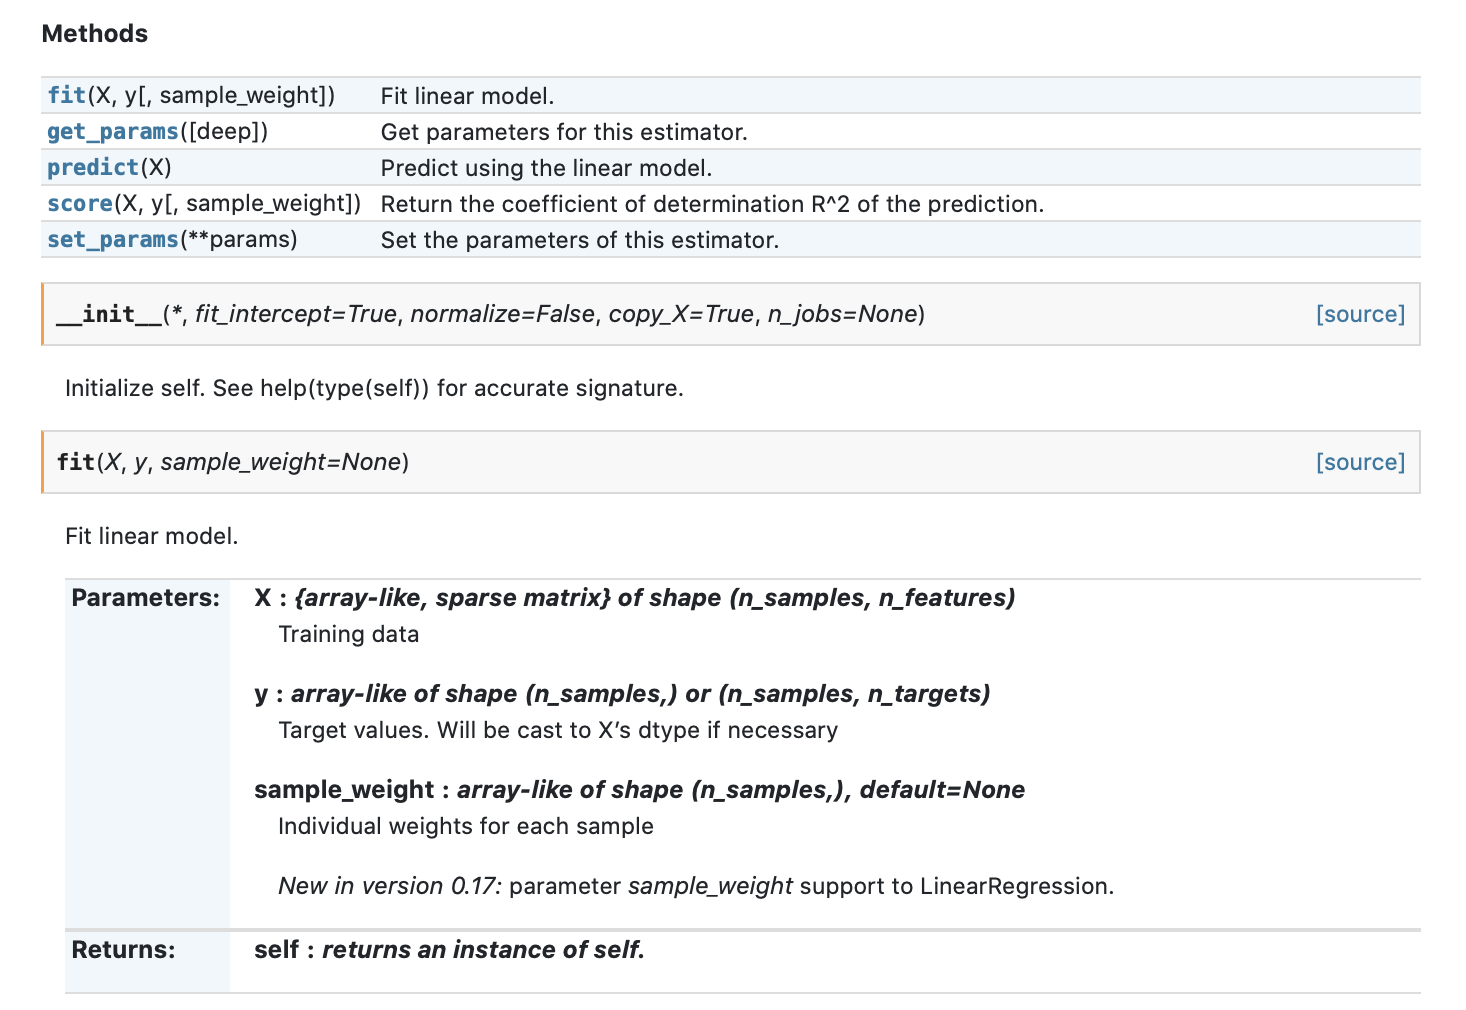 Methods
fit(X, y[, sample_weight]) Fit linear model.
get_params([deep]) Get parameters for this estimator.
predict(X) Predict using the linear model.
score(X, y[, sample_weight]) Return the coefficient of determination R^2 of the prediction.
set_params(**params) Set the parameters of this estimator.
__init__(*, fit_intercept=True, normalize=False, copy_X=True, n_jobs=None) [source]
Initialize self. See help(type(self)) for accurate signature.
fit(X, y, sample_weight=None) [source]
Fit linear model.
Parameters: X : {array-like, sparse matrix} of shape (n_samples, n_features)
Training data
y : array-like of shape (n_samples,) or (n_samples, n_targets)
Target values. Will be cast to X’s dtype if necessary
sample_weight : array-like of shape (n_samples,), default=None
Individual weights for each sample
New in version 0.17: parameter sample_weight support to LinearRegression.
Returns: self : returns an instance of self.